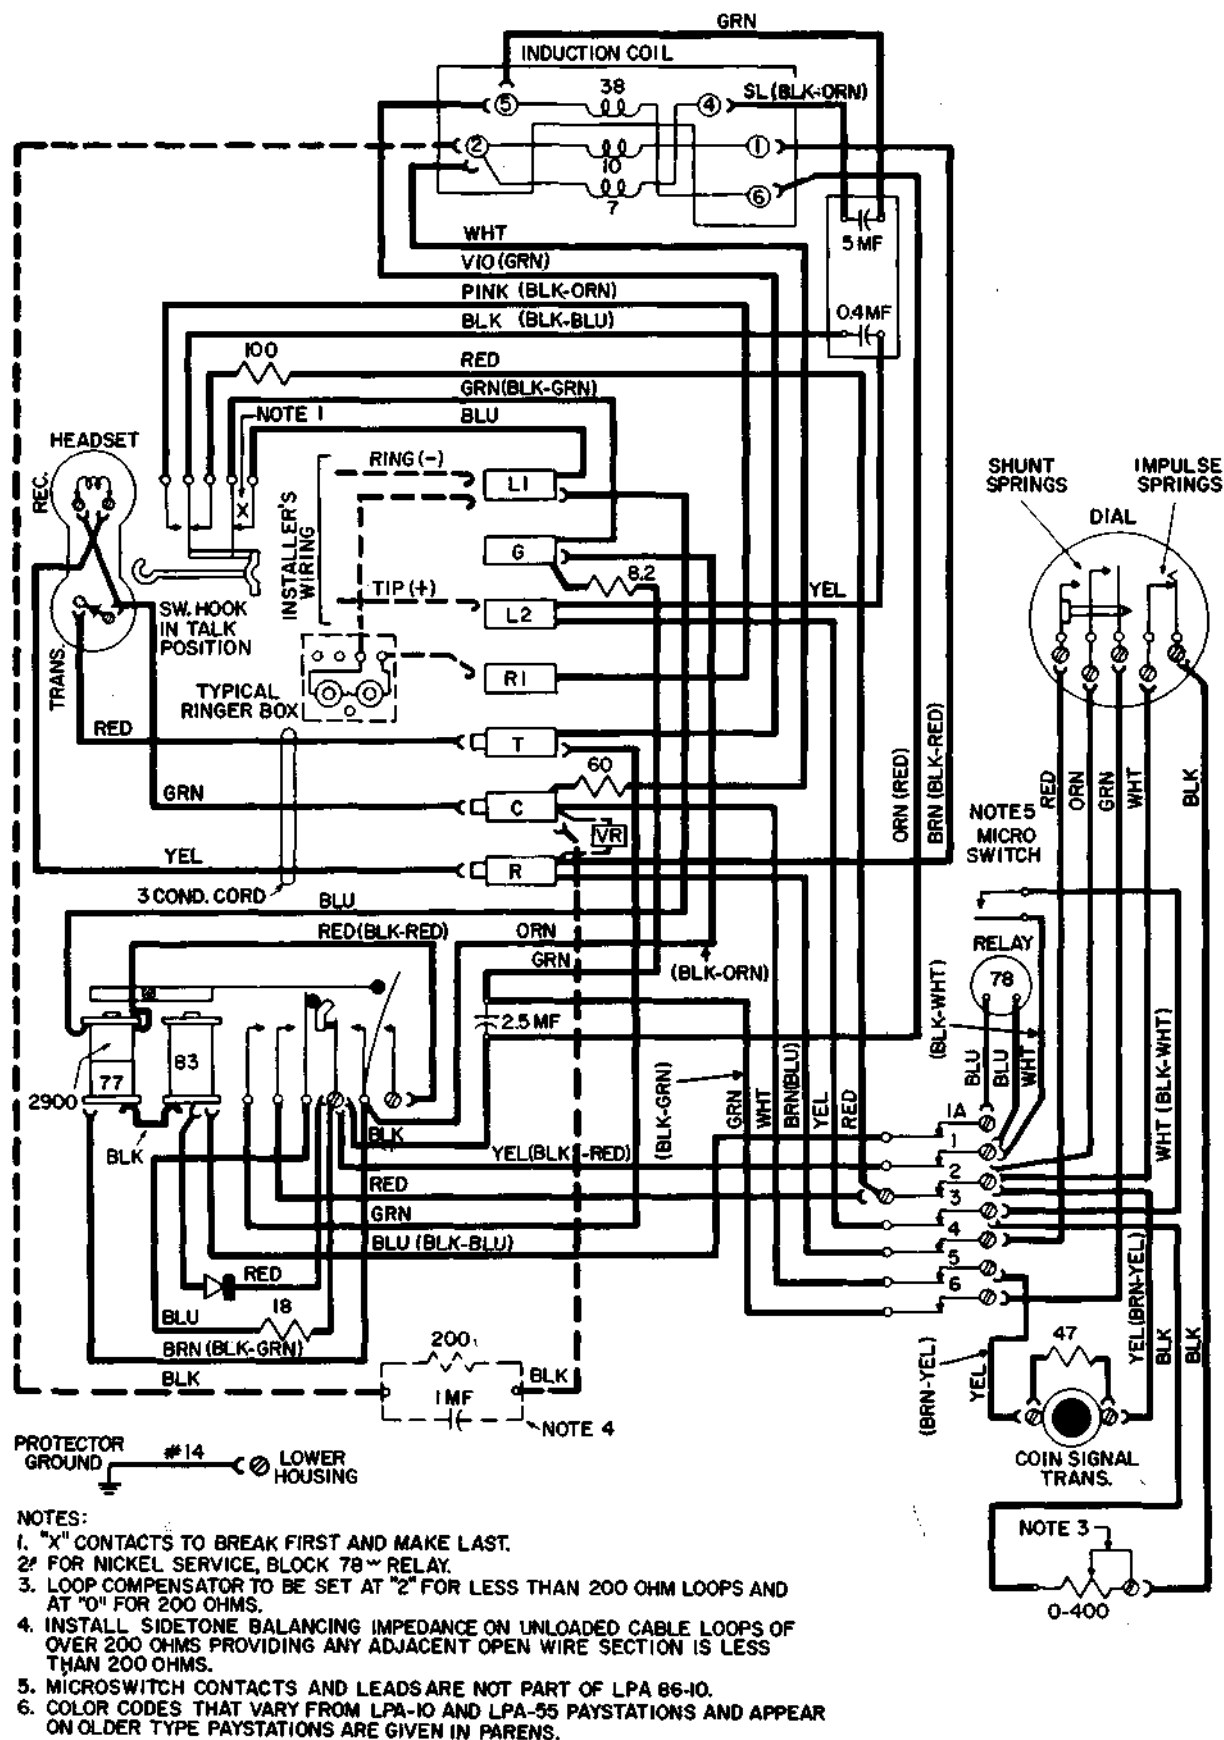 GRN
INDUCTION COIL
38
5
4
SL (BLK-ORN)
2
1
10
6
7
5 MF
WHT
VIO (GRN)
PINK (BLK-ORN)
0.4 MF
BLK (BLK-BLU)
100
RED
GRN(BLK-GRN)
NOTE 1
BLU
HEADSET
REC.
X
RING (-)
L1
INSTALLER'S
WIRING
G
8.2
TIP (+)
YEL
L2
SW. HOOK
IN TALK
POSITION
TRANS.
R1
TYPICAL
RINGER BOX
RED
T
60
GRN
C
VR
YEL
R
3 COND. CORD
ORN (RED)
BRN (BLK-RED)
SHUNT
SPRINGS
IMPULSE
SPRINGS
DIAL
RED
ORN
GRN
WHT
BLK
NOTE 5
MICRO
SWITCH
RELAY
78
BLU
RED(BLK-RED)
ORN
GRN
(BLK-ORN)
2.5 MF
83
77
2900
BLK
BLK
(BLK-GRN)
GRN
WHT
BRN(BLU)
YEL
RED
(BLK-WHT)
BLU
BLU
WHT
WHT (BLK-WHT)
1A
1
2
3
4
5
6
YEL(BLK-RED)
RED
GRN
BLU (BLK-BLU)
RED
BLU
18
BRN (BLK-GRN)
BLK
200
1 MF
BLK
NOTE 4
(BRN-YEL)
YEL
47
YEL(BRN-YEL)
BLK
BLK
COIN SIGNAL
TRANS.
PROTECTOR
GROUND
#14
LOWER
HOUSING
NOTE 3
0-400
NOTES:
1. "X" CONTACTS TO BREAK FIRST AND MAKE LAST.
2. FOR NICKEL SERVICE, BLOCK 78~ RELAY.
3. LOOP COMPENSATOR TO BE SET AT "2" FOR LESS THAN 200 OHM LOOPS AND
AT "0" FOR 200 OHMS.
4. INSTALL SIDETONE BALANCING IMPEDANCE ON UNLOADED CABLE LOOPS OF
OVER 200 OHMS PROVIDING ANY ADJACENT OPEN WIRE SECTION IS LESS
THAN 200 OHMS.
5. MICROSWITCH CONTACTS AND LEADS ARE NOT PART OF LPA 86-10.
6. COLOR CODES THAT VARY FROM LPA-10 AND LPA-55 PAYSTATIONS AND APPEAR
ON OLDER TYPE PAYSTATIONS ARE GIVEN IN PARENS.